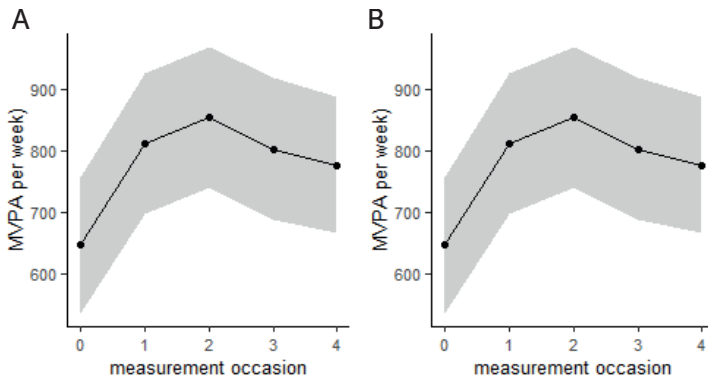 A
MVPA per week)
900
800
700
600
0 1 2 3 4
measurement occasion
B
MVPA per week)
900
800
700
600
0 1 2 3 4
measurement occasion